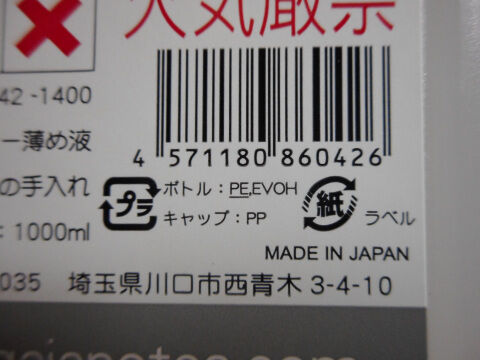 火気厳禁
42 -1400
ー薄め液
の手入れ
: 1000ml
4 571180 860426
プラ ボトル : PE,EVOH
キャップ : PP
紙 ラベル
MADE IN JAPAN
035 埼玉県川口市西青木 3-4-10